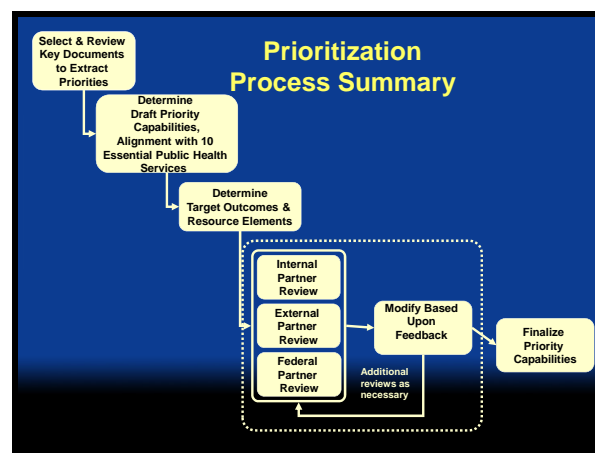 Prioritization
Process Summary
Select & Review
Key Documents
to Extract
Priorities
Determine
Draft Priority
Capabilities,
Alignment with 10
Essential Public Health
Services
Determine
Target Outcomes &
Resource Elements
Internal
Partner
Review
External
Partner
Review
Federal
Partner
Review
Modify Based
Upon
Feedback
Additional
reviews as
necessary
Finalize
Priority
Capabilities